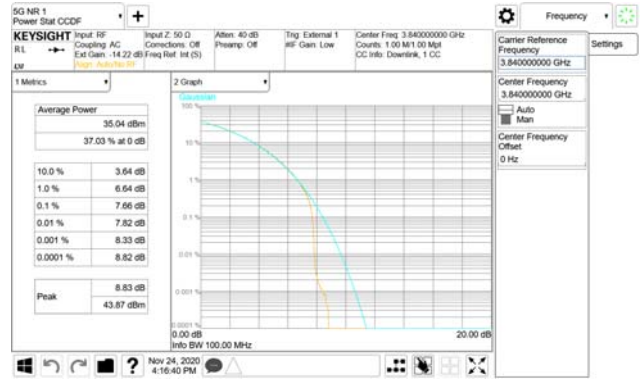 5G NR 1
Power Stat CCDF
Frequency
KEYSIGHT
RL
Input: RF
Coupling: AC
Ext Gain: -14.22 dB
Align: Auto/No RF
Input Z: 50 Ω
Corrections: Off
Freq Ref: Int (S)
Atten: 40 dB
Preamp: Off
Trig: External 1
#IF Gain: Low
Center Freq: 3.840000000 GHz
Counts: 1.00 M/1.00 Mpt
CC Info: Downlink, 1 CC
Carrier Reference
Frequency
3.840000000 GHz
Settings
Center Frequency
3.840000000 GHz
Auto
Man
Center Frequency
Offset
0 Hz
1 Metrics
Average Power
35.04 dBm
37.03 % at 0 dB
10.0 % 3.64 dB
1.0 % 6.64 dB
0.1 % 7.66 dB
0.01 % 7.82 dB
0.001 % 8.33 dB
0.0001 % 8.82 dB
Peak
8.83 dB
43.87 dBm
2 Graph
Gaussian
100 %
10 %
1 %
0.1 %
0.01 %
0.001 %
0.0001 %
0.00 dB
20.00 dB
Info BW 100.00 MHz
Nov 24, 2020
4:16:40 PM